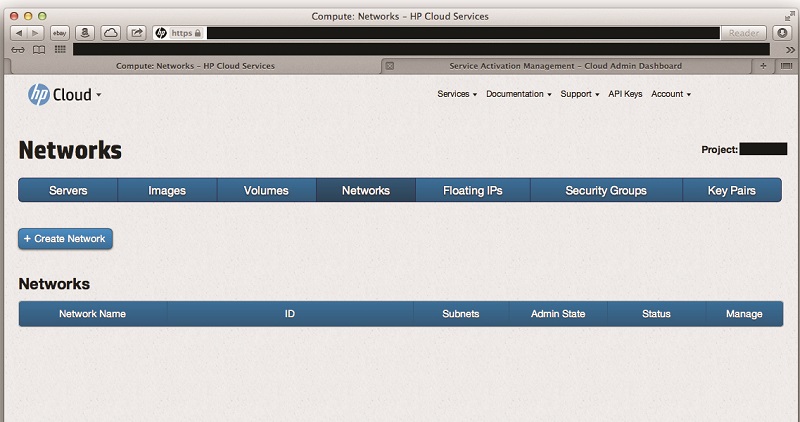 Compute: Networks – HP Cloud Services
ebay hp https Reader
Compute: Networks – HP Cloud Services Service Activation Management – Cloud Admin Dashboard
hp Cloud Services Documentation Support API Keys Account
Networks Project:
Servers Images Volumes Networks Floating IPs Security Groups Key Pairs
+ Create Network
Networks
Network Name ID Subnets Admin State Status Manage